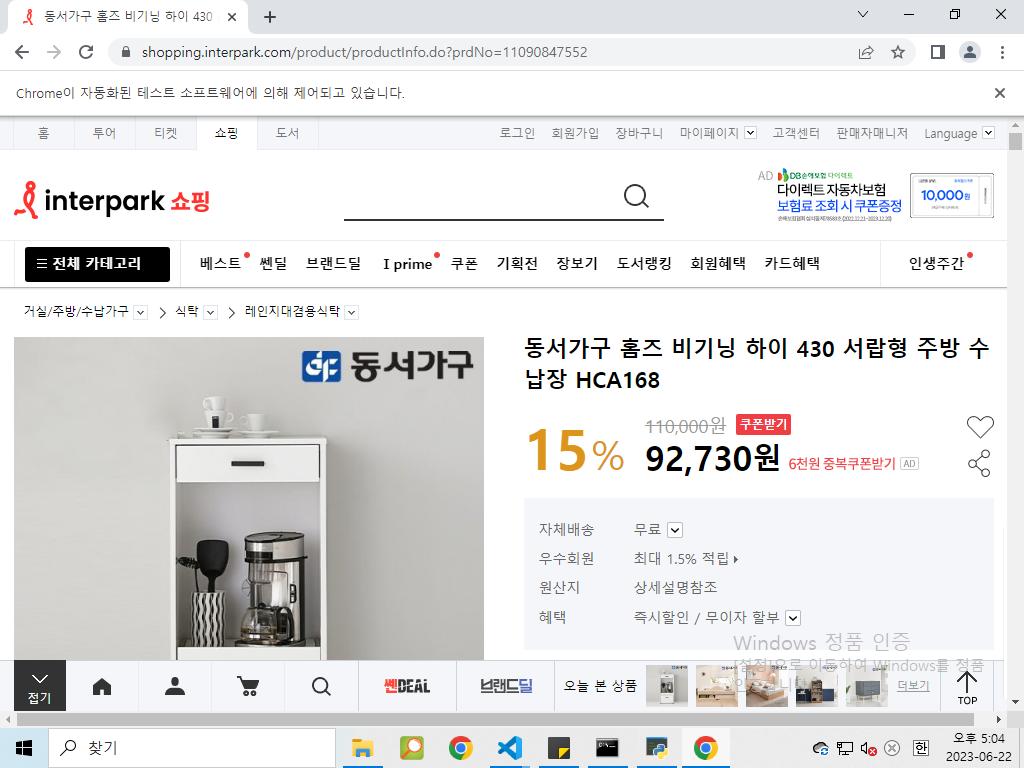 동서가구 홈즈 비기닝 하이 430
shopping.interpark.com/product/productInfo.do?prdNo=11090847552
Chrome이 자동화된 테스트 소프트웨어에 의해 제어되고 있습니다.
홈 투어 티켓 쇼핑 도서 로그인 회원가입 장바구니 마이페이지 고객센터 판매자매니저 Language
interpark 쇼핑
AD DB손해보험 다이렉트
다이렉트 자동차보험
보험료 조회 시 쿠폰증정
10,000원
전체 카테고리 베스트 쎈딜 브랜드딜 I prime 쿠폰 기획전 장보기 도서랭킹 회원혜택 카드혜택 인생주간
거실/주방/수납가구 식탁 레인지대겸용식탁
동서가구
동서가구 홈즈 비기닝 하이 430 서랍형 주방 수
납장 HCA168
15% 110,000원 쿠폰받기
92,730원 6천원 중복쿠폰받기 AD
자체배송 무료
우수회원 최대 1.5% 적립
원산지 상세설명참조
혜택 즉시할인 / 무이자 할부
Windows 정품 인증
[설정]으로 이동하여 Windows를 정품
접기 쎈DEAL 브랜드딜 오늘 본 상품 더보기 TOP
찾기
오후 5:04
2023-06-22
한